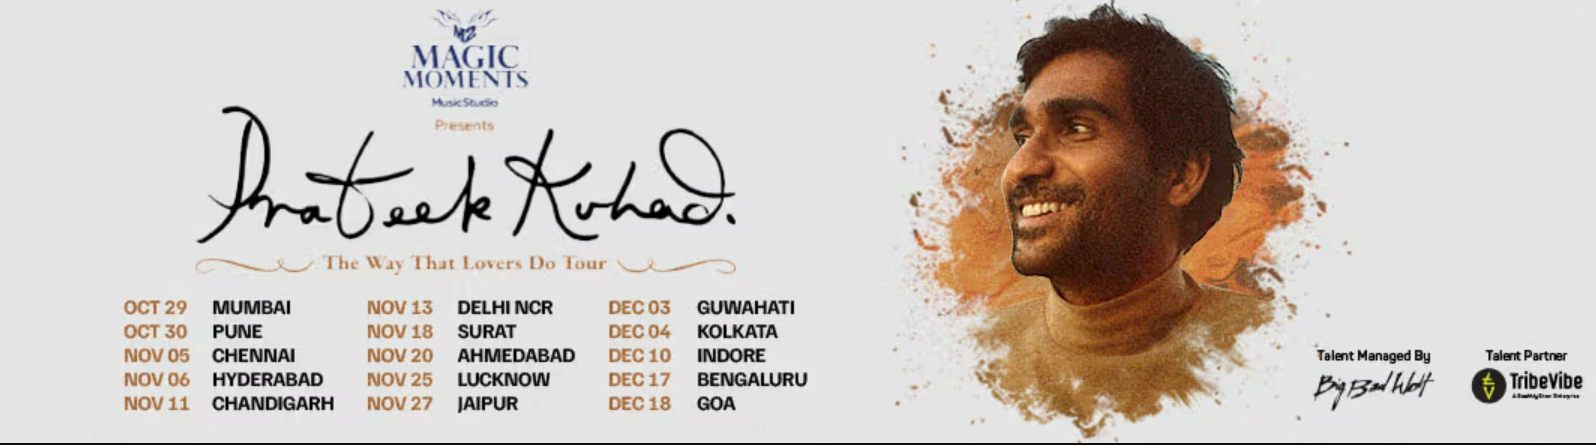 MAGIC
MOMENTS
MusicStudio
Presents
Prateek Kuhad.
The Way That Lovers Do Tour
OCT 29 MUMBAI
OCT 30 PUNE
NOV 05 CHENNAI
NOV 06 HYDERABAD
NOV 11 CHANDIGARH
NOV 13 DELHI NCR
NOV 18 SURAT
NOV 20 AHMEDABAD
NOV 25 LUCKNOW
NOV 27 JAIPUR
DEC 03 GUWAHATI
DEC 04 KOLKATA
DEC 10 INDORE
DEC 17 BENGALURU
DEC 18 GOA
Talent Managed By
Big Bad Wolf
Talent Partner
TribeVibe